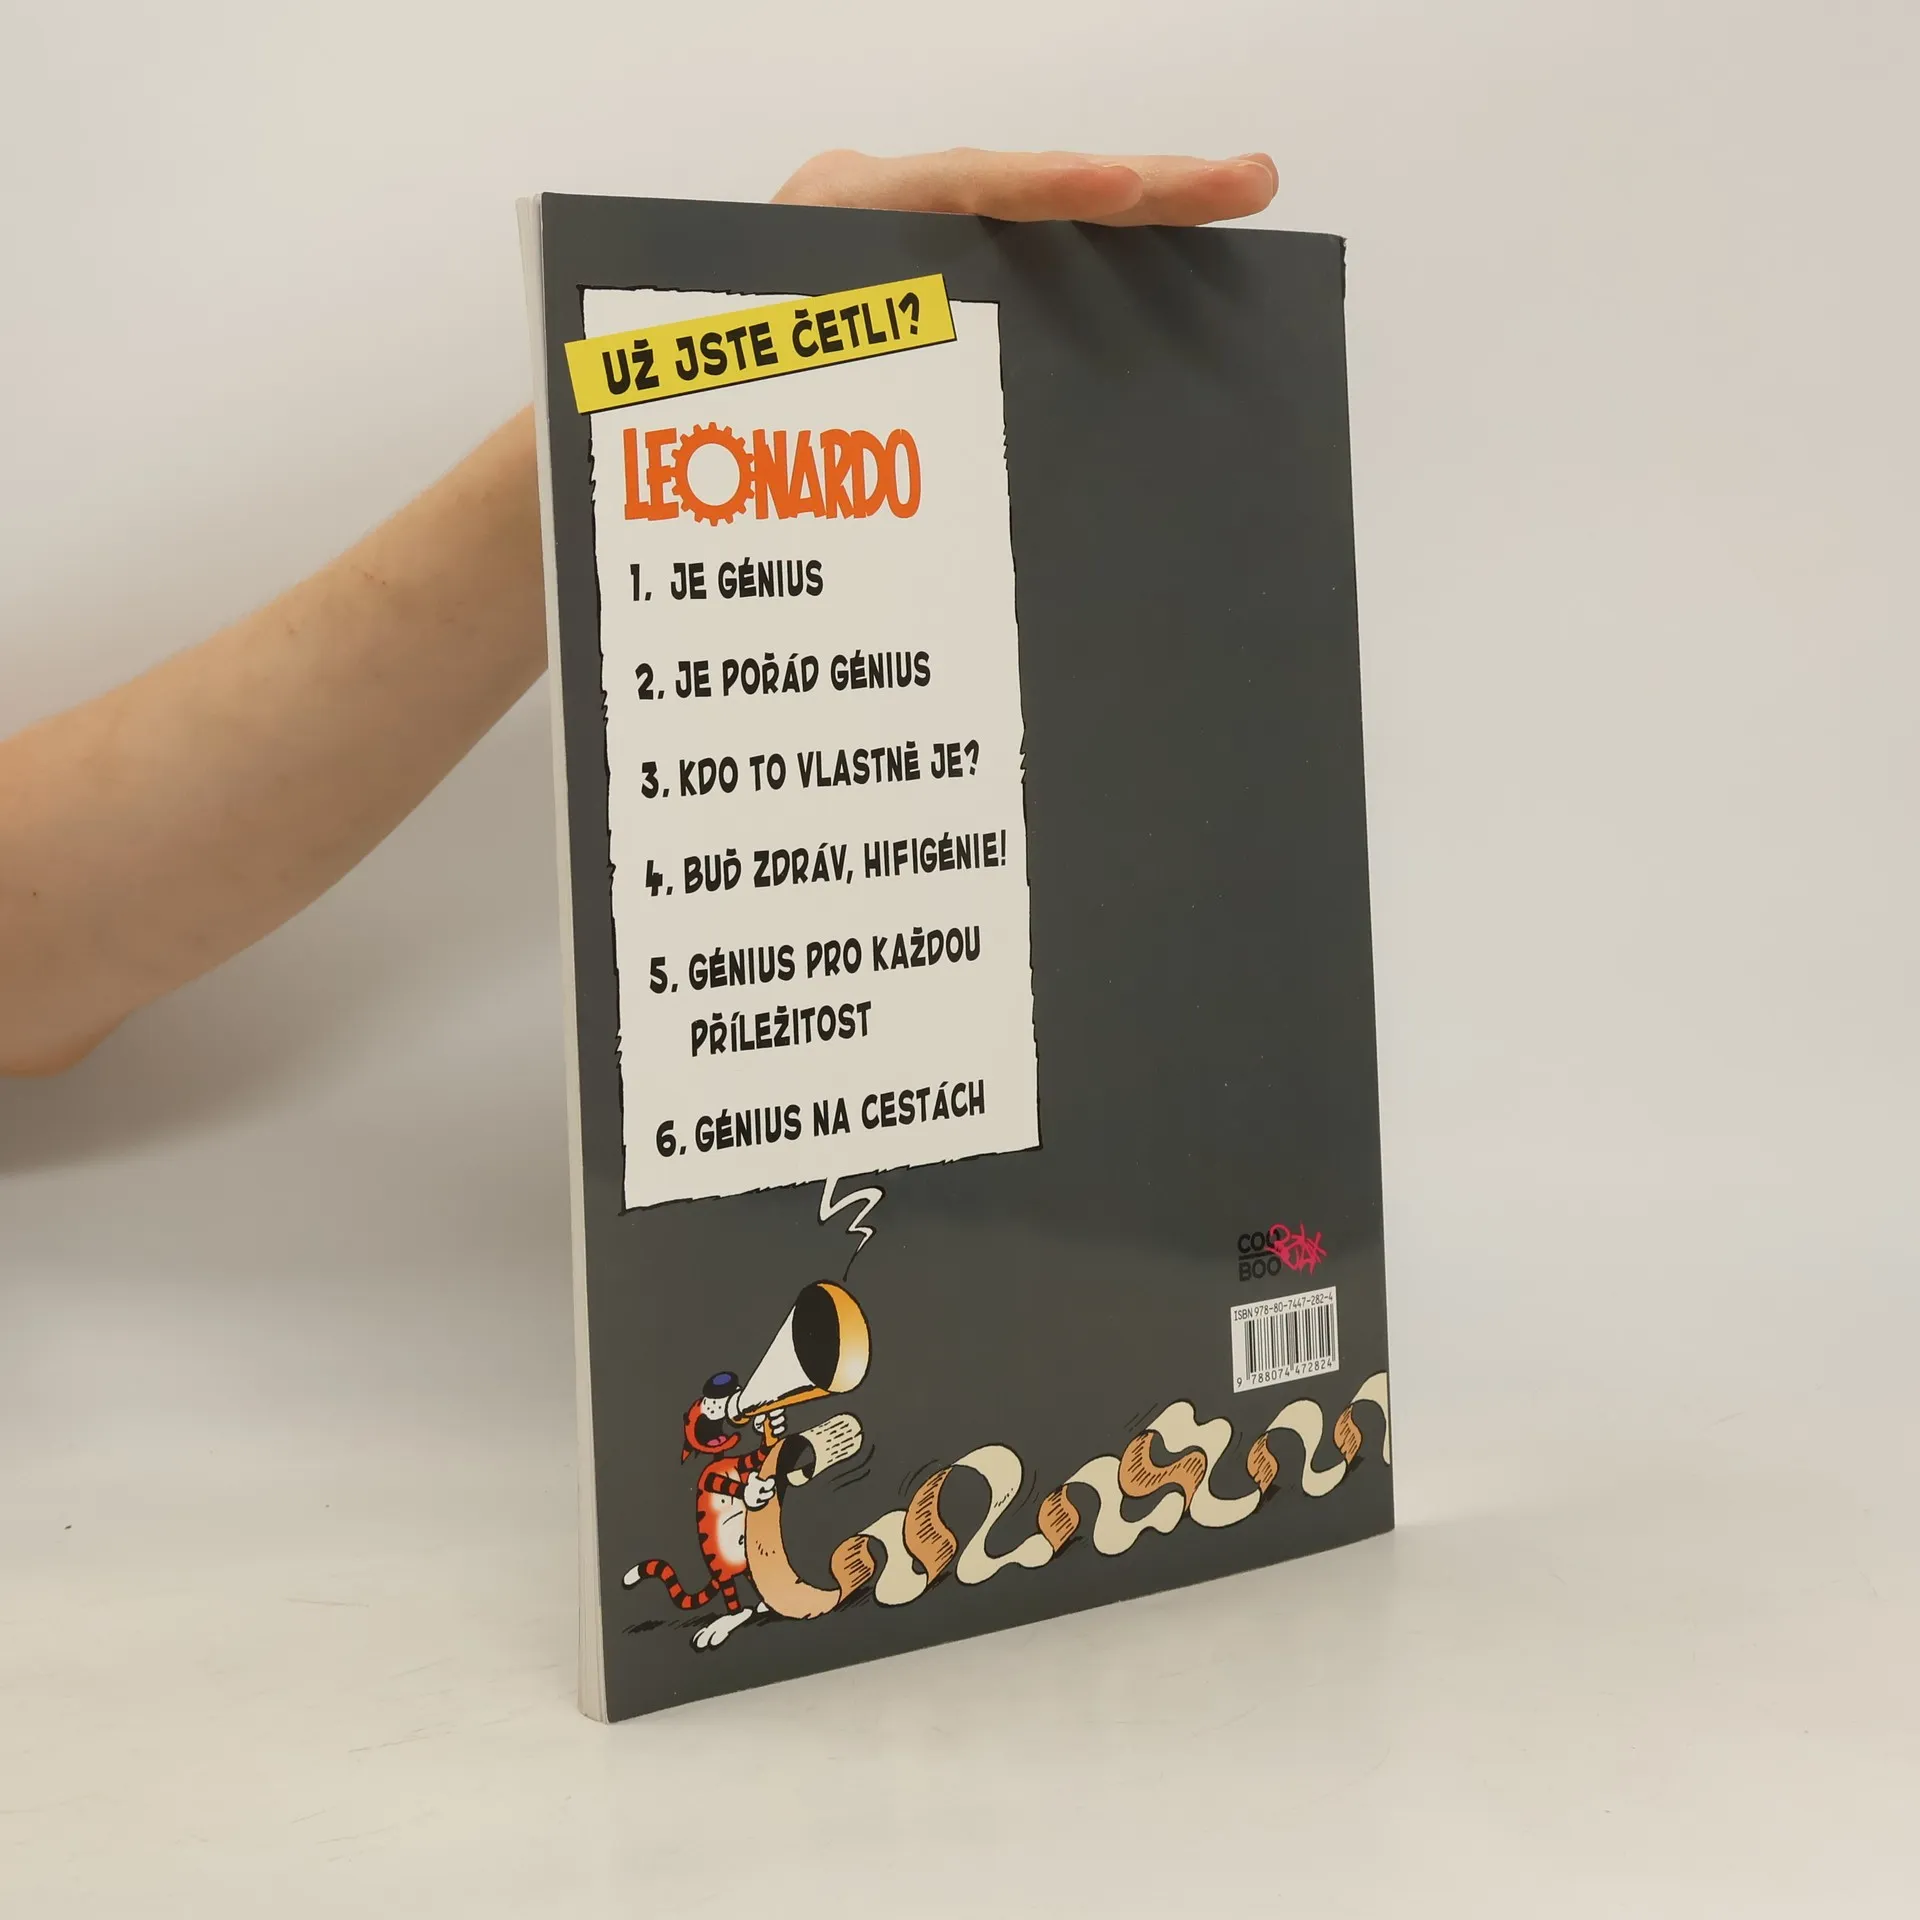 UŽ JSTE ČETLI?
LEONARDO
1. JE GÉNIUS
2. JE POŘÁD GÉNIUS
3. KDO TO VLASTNĚ JE?
4. BUĎ ZDRÁV, HIFIGÉNIE!
5. GÉNIUS PRO KAŽDOU
PŘÍLEŽITOST
6. GÉNIUS NA CESTÁCH
COO
BOO
ISBN 978-80-7447-282-4
9 788074 472824